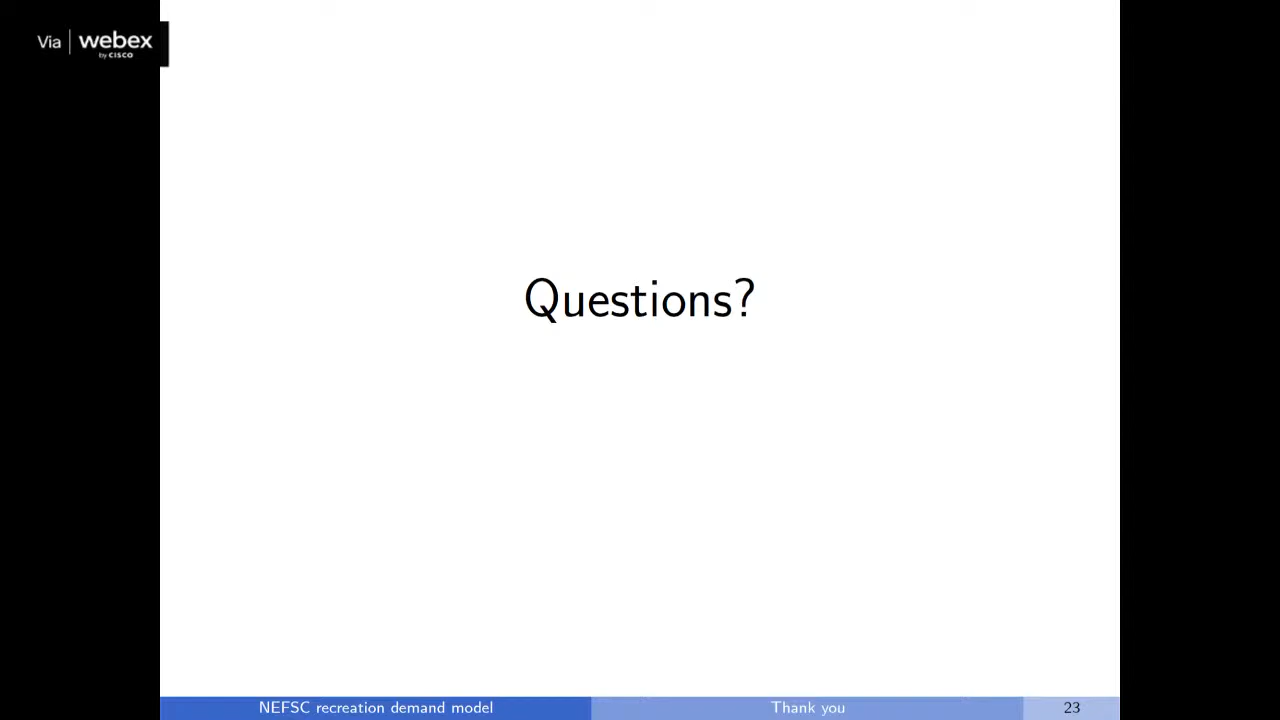 Via | webex
by CISCO
Questions?
NEFSC recreation demand model
Thank you
23